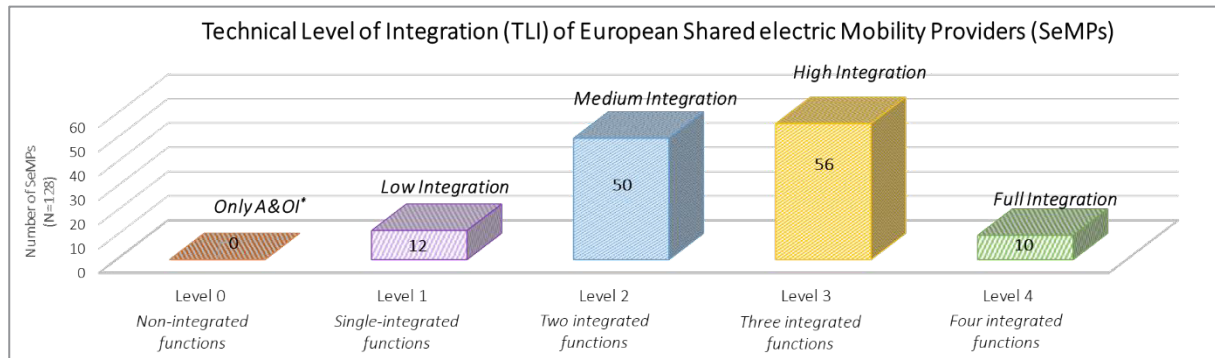 Technical Level of Integration (TLI) of European Shared electric Mobility Providers (SeMPs)
Number of SeMPs
(N=128)
60
50
40
30
20
10
0
Only A&OI*
Low Integration
Medium Integration
High Integration
Full Integration
0
12
50
56
10
Level 0
Level 1
Level 2
Level 3
Level 4
Non-integrated
functions
Single-integrated
functions
Two integrated
functions
Three integrated
functions
Four integrated
functions